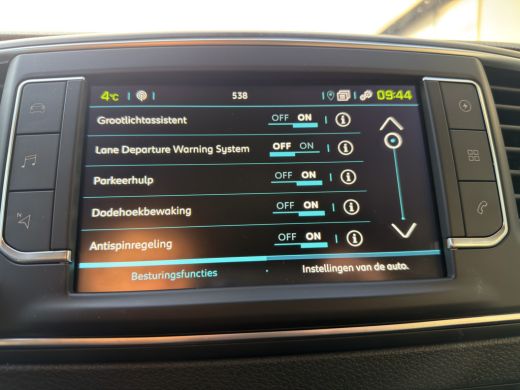 4°C 538 09:44
Grootlichtassistent OFF ON
Lane Departure Warning System OFF ON
Parkeerhulp OFF ON
Dodehoekbewaking OFF ON
Antispinregeling OFF ON
Besturingsfuncties Instellingen van de auto.
N